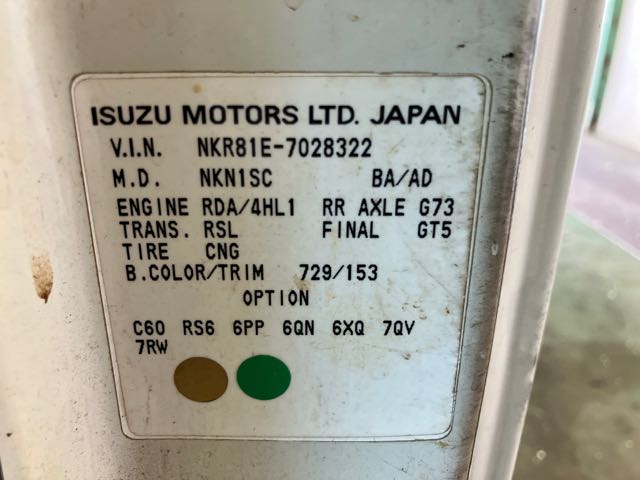 ISUZU MOTORS LTD. JAPAN
V.I.N. NKR81E-7028322
M.D. NKN1SC BA/AD
ENGINE RDA/4HL1 RR AXLE G73
TRANS. RSL FINAL GT5
TIRE CNG
B.COLOR/TRIM 729/153
OPTION
C60 RS6 6PP 6QN 6XQ 7QV
7RW